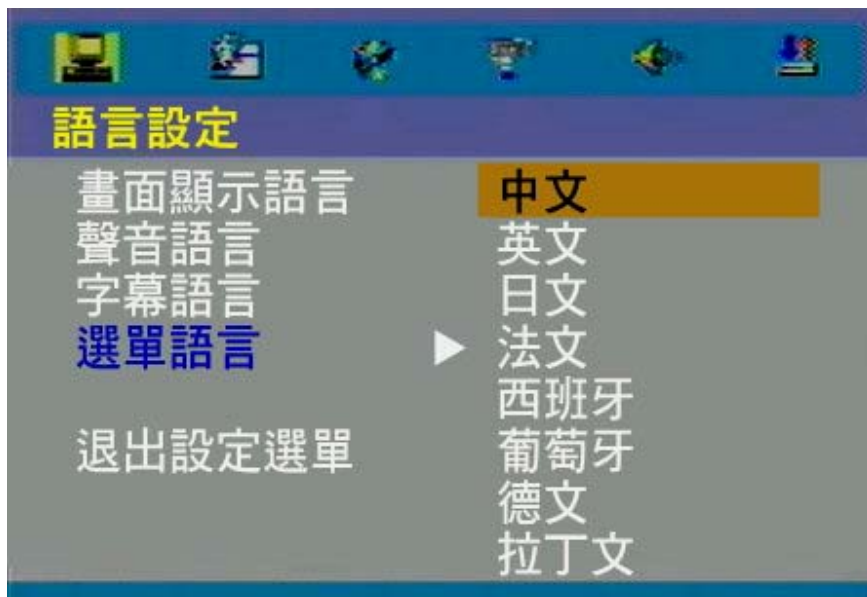 語言設定
畫面顯示語言
聲音語言
字幕語言
選單語言
退出設定選單
中文
英文
日文
法文
西班牙
葡萄牙
德文
拉丁文